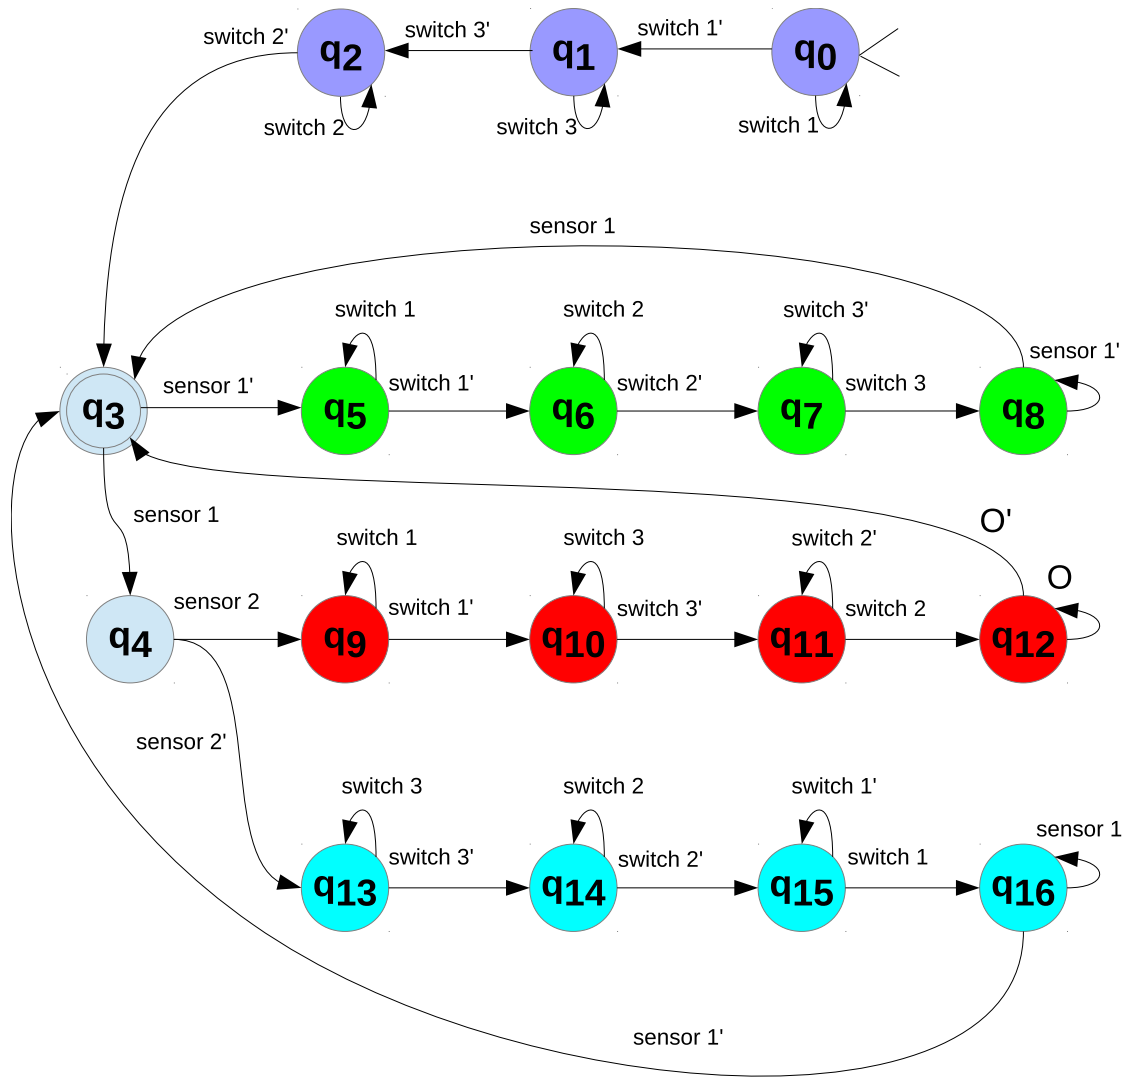 switch 2'
switch 3'
switch 1'
q2
q1
q0
switch 2
switch 3
switch 1
sensor 1
switch 1
switch 2
switch 3'
sensor 1'
sensor 1'
switch 1'
switch 2'
switch 3
q3
q5
q6
q7
q8
sensor 1
O'
switch 1
switch 3
switch 2'
O
sensor 2
switch 1'
switch 3'
switch 2
q4
q9
q10
q11
q12
sensor 2'
switch 3
switch 2
switch 1'
sensor 1
switch 3'
switch 2'
switch 1
q13
q14
q15
q16
sensor 1'